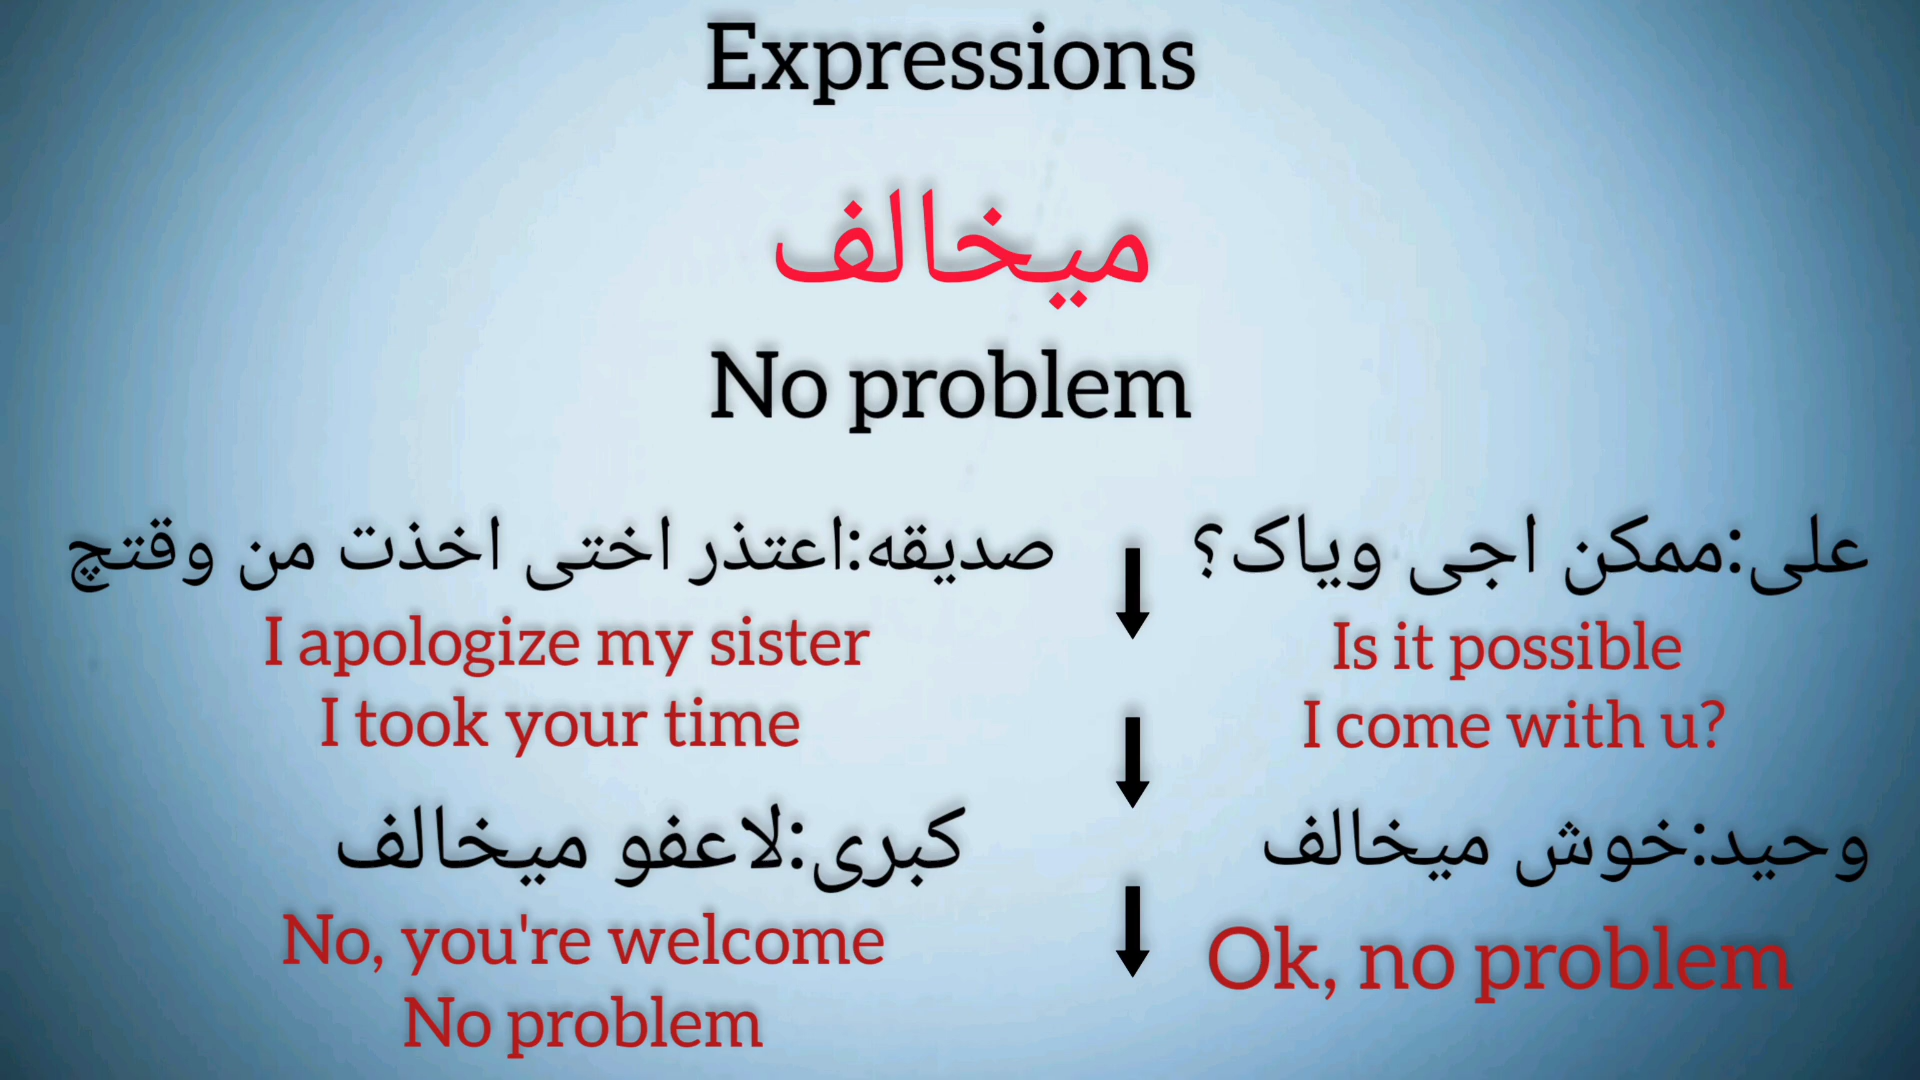 Expressions
میخالف
No problem
علی:ممکن اجی ویاک؟
Is it possible
I come with u?
وحید:خوش میخالف
Ok, no problem
صدیقه:اعتذر اختی اخذت من وقتچ
I apologize my sister
I took your time
کبری:لاعفو میخالف
No, you're welcome
No problem